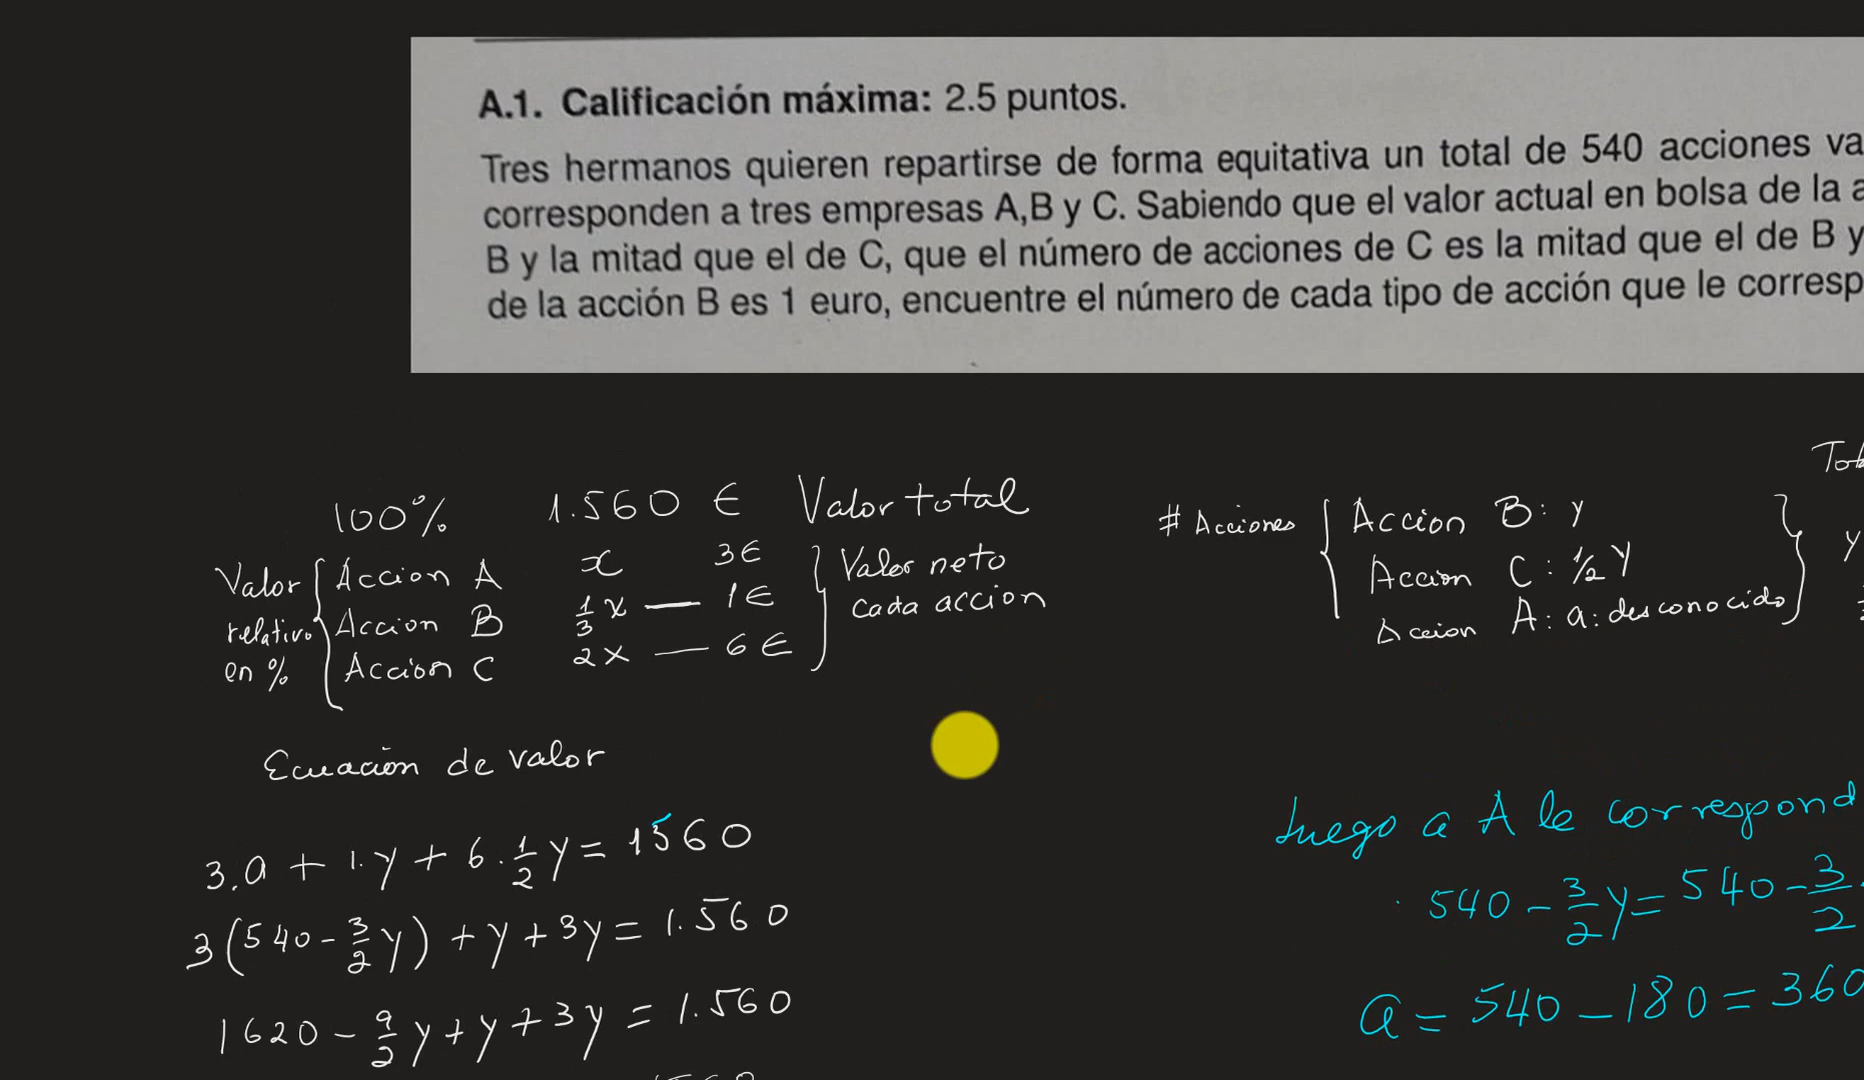 A.1. Calificación máxima: 2.5 puntos.
Tres hermanos quieren repartirse de forma equitativa un total de 540 acciones va
corresponden a tres empresas A,B y C. Sabiendo que el valor actual en bolsa de la a
B y la mitad que el de C, que el número de acciones de C es la mitad que el de B y
de la acción B es 1 euro, encuentre el número de cada tipo de acción que le corresp
100% 1.560 € Valor total
Valor relativo en %
Accion A x 3€
Accion B 1/3 x — 1€
Accion C 2x — 6€
Valor neto
cada accion
# Acciones
Accion B: y
Accion C: ½ y
Accion A: a: desconocido
Tot
y
Ecuación de valor
3.a + 1.y + 6. 1/2 y = 1560
3(540 - 3/2 y) + y + 3y = 1.560
1620 - 9/2 y + y + 3y = 1.560
luego a A le correspond
540 - 3/2 y = 540 - 3/2
a = 540 - 180 = 360